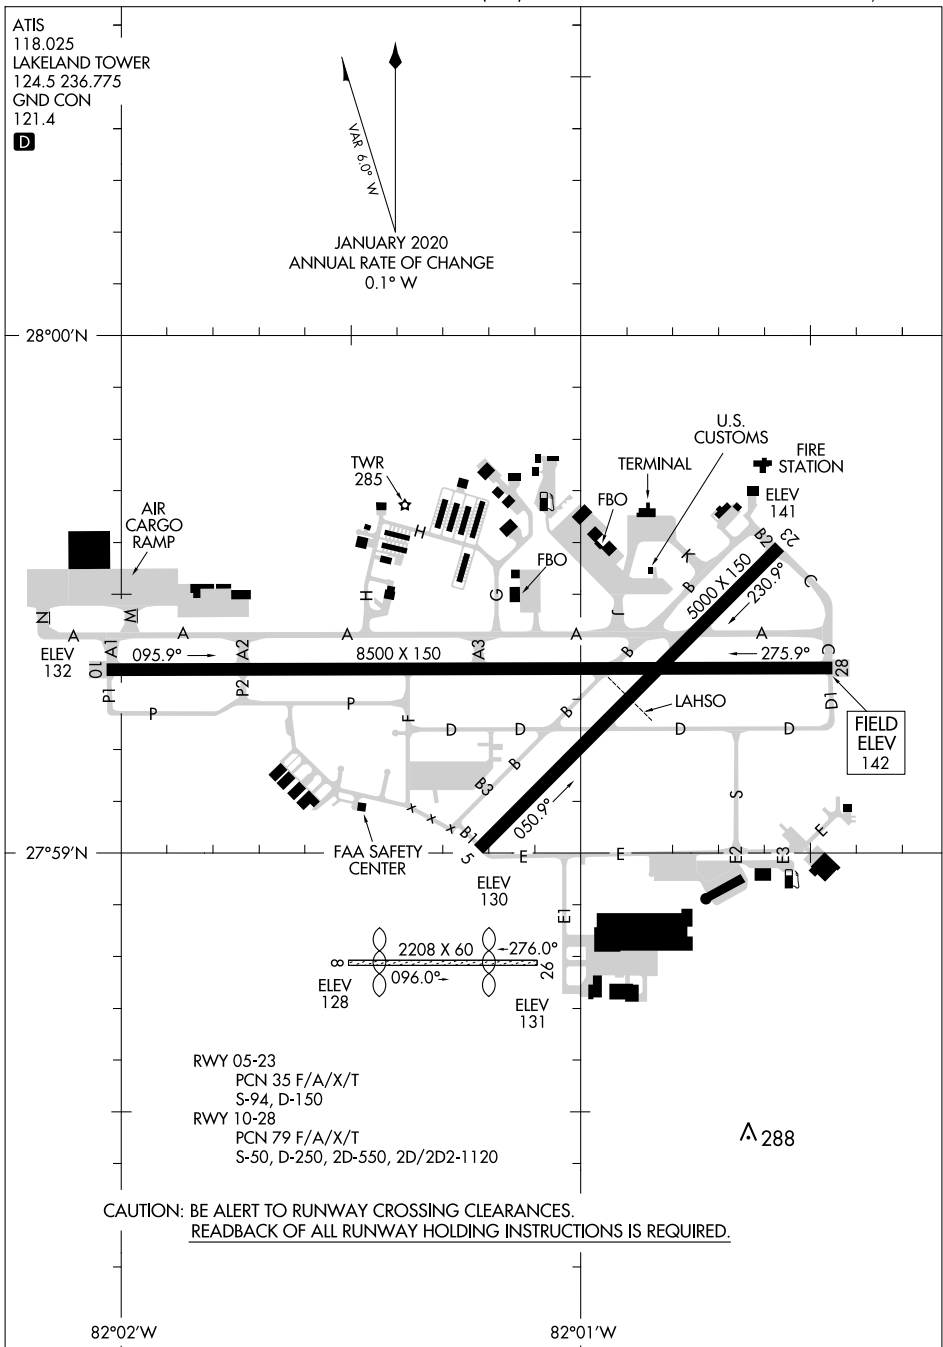 ATIS
118.025
LAKELAND TOWER
124.5 236.775
GND CON
121.4
D
VAR 6.0° W
JANUARY 2020
ANNUAL RATE OF CHANGE
0.1° W
28°00'N
U.S.
CUSTOMS
TWR
285
TERMINAL
FIRE
STATION
FBO
ELEV
141
AIR
CARGO
RAMP
H
B2
23
K
FBO
5000 X 150
230.9°
C
B
H
G
J
N
M
A
A
A
A
A
ELEV
132
10
A1
095.9°
A2
8500 X 150
A3
B
275.9°
C
28
P1
P2
P
P
F
B
LAHSO
D1
D
D
D
D
FIELD
ELEV
142
B
B3
S
050.9°
X
X
X
B1
5
E
27°59'N
FAA SAFETY
CENTER
E
E
E2
E3
ELEV
130
E1
8
2208 X 60
276.0°
096.0°
26
ELEV
128
ELEV
131
RWY 05-23
PCN 35 F/A/X/T
S-94, D-150
RWY 10-28
PCN 79 F/A/X/T
S-50, D-250, 2D-550, 2D/2D2-1120
288
CAUTION: BE ALERT TO RUNWAY CROSSING CLEARANCES.
READBACK OF ALL RUNWAY HOLDING INSTRUCTIONS IS REQUIRED.
82°02'W
82°01'W